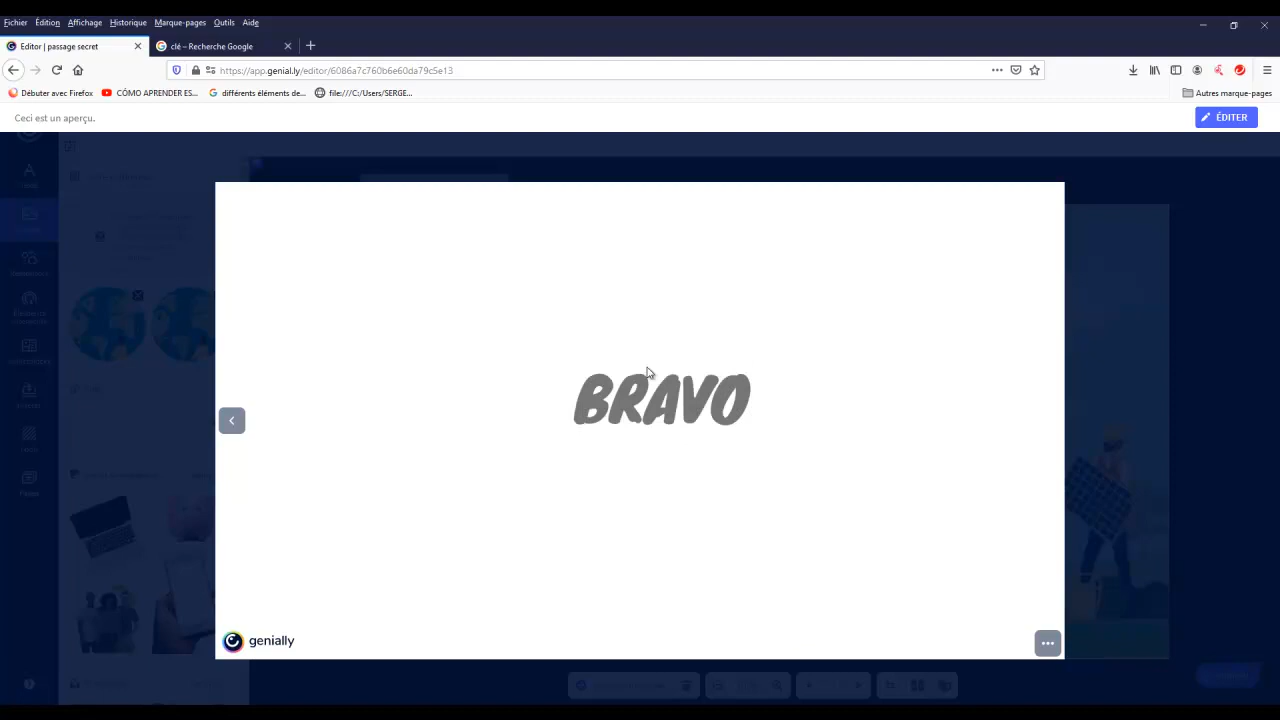 Fichier Édition Affichage Historique Marque-pages Outils Aide
Editor | passage secret
clé – Recherche Google
https://app.genial.ly/editor/6086a7c760b6e60da79c5e13
Débuter avec Firefox
CÓMO APRENDER ES...
différents éléments de...
file:///C:/Users/SERGE...
Autres marque-pages
Ceci est un aperçu.
ÉDITER
BRAVO
genially